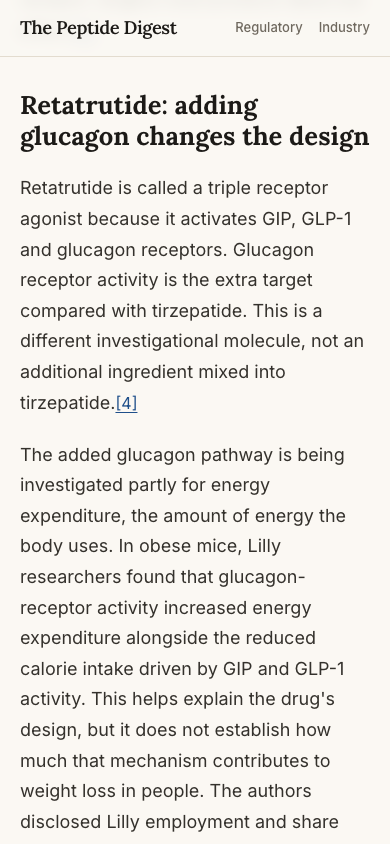 The Peptide Digest
Regulatory Industry
Retatrutide: adding
glucagon changes the design
Retatrutide is called a triple receptor
agonist because it activates GIP, GLP-1
and glucagon receptors. Glucagon
receptor activity is the extra target
compared with tirzepatide. This is a
different investigational molecule, not an
additional ingredient mixed into
tirzepatide.[4]
The added glucagon pathway is being
investigated partly for energy
expenditure, the amount of energy the
body uses. In obese mice, Lilly
researchers found that glucagon-
receptor activity increased energy
expenditure alongside the reduced
calorie intake driven by GIP and GLP-1
activity. This helps explain the drug's
design, but it does not establish how
much that mechanism contributes to
weight loss in people. The authors
disclosed Lilly employment and share